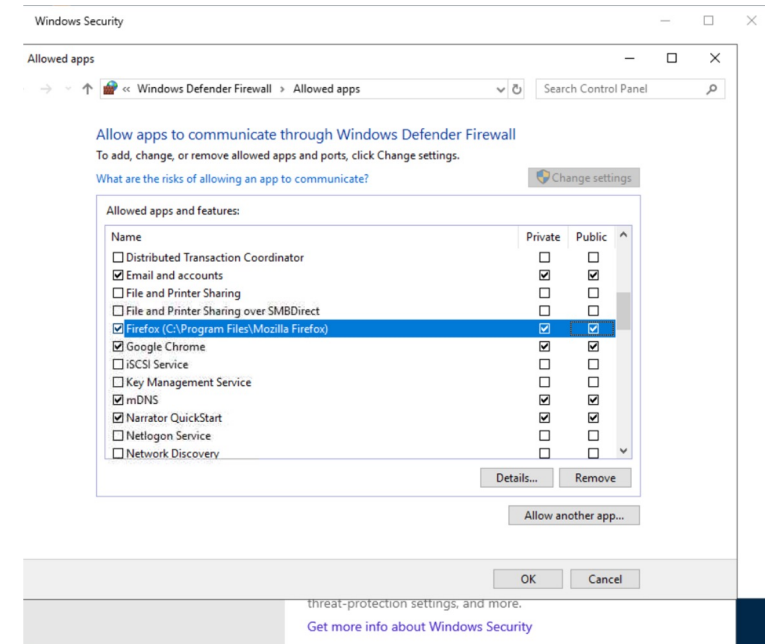 Windows Security
Allowed apps
« Windows Defender Firewall > Allowed apps
Search Control Panel
Allow apps to communicate through Windows Defender Firewall
To add, change, or remove allowed apps and ports, click Change settings.
What are the risks of allowing an app to communicate?
Change settings
Allowed apps and features:
Name Private Public
Distributed Transaction Coordinator
Email and accounts
File and Printer Sharing
File and Printer Sharing over SMBDirect
Firefox (C:\Program Files\Mozilla Firefox)
Google Chrome
iSCSI Service
Key Management Service
mDNS
Narrator QuickStart
Netlogon Service
Network Discovery
Details... Remove
Allow another app...
OK Cancel
threat-protection settings, and more.
Get more info about Windows Security